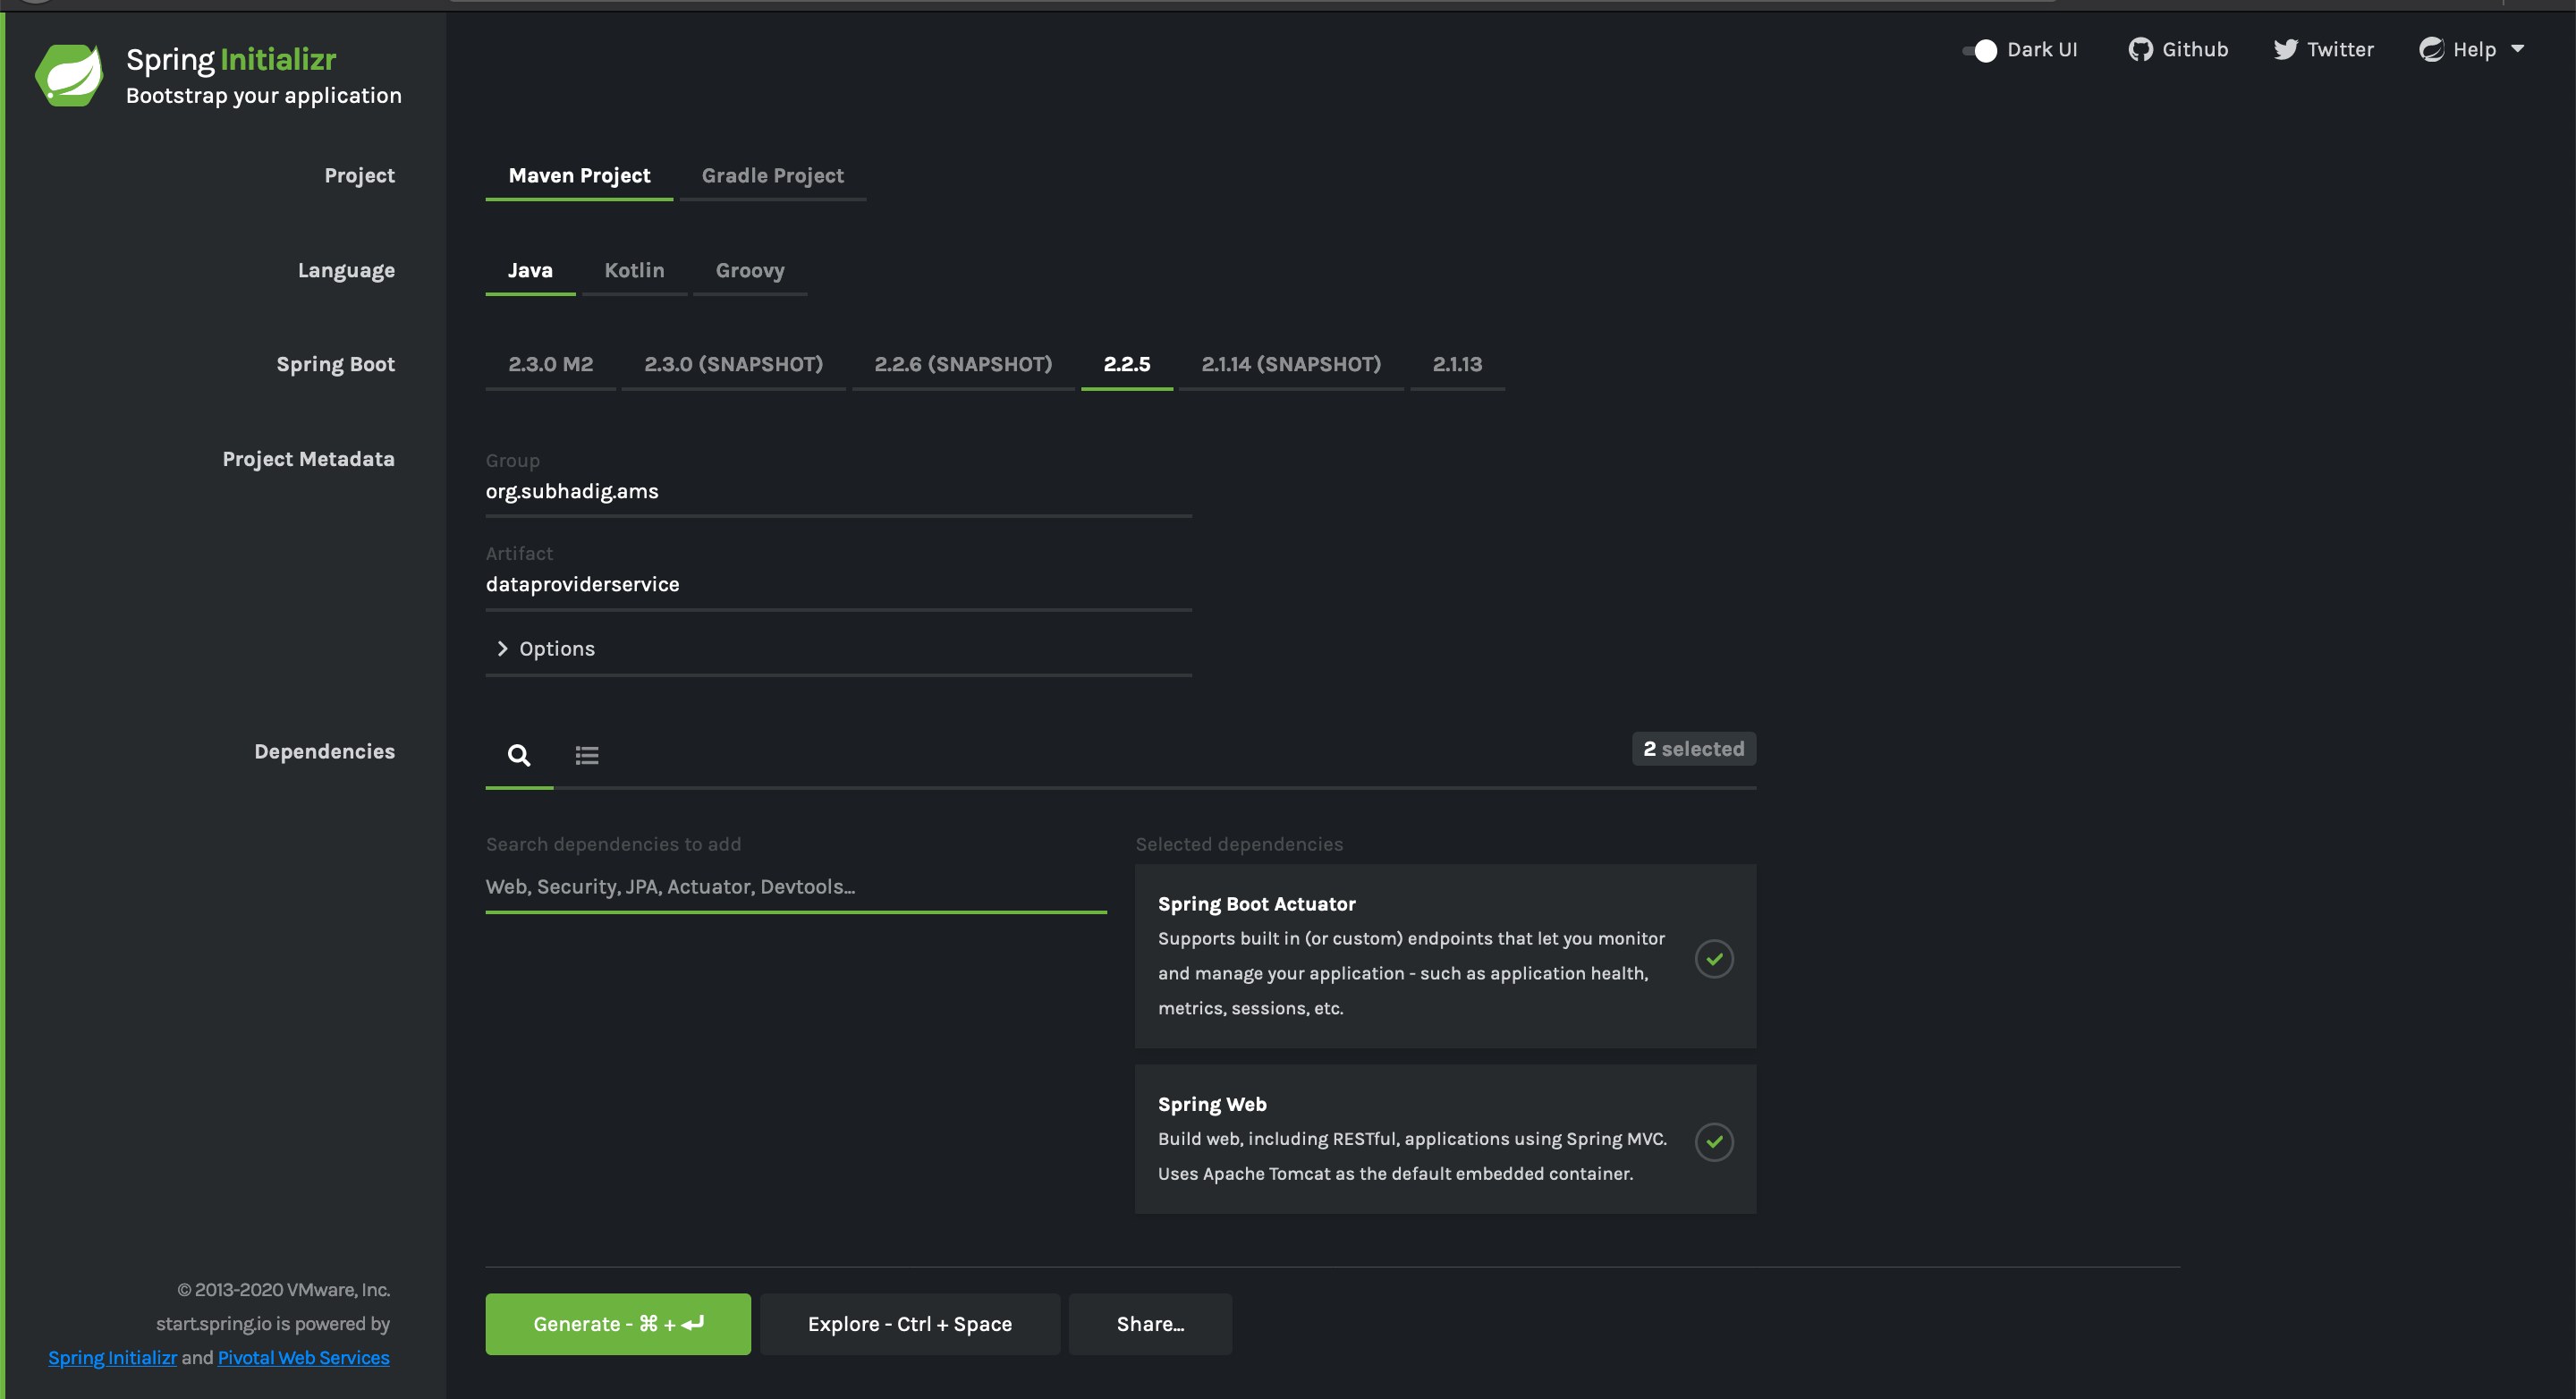 Spring Initializr
Bootstrap your application
Dark UI
Github
Twitter
Help
Project
Maven Project
Gradle Project
Language
Java
Kotlin
Groovy
Spring Boot
2.3.0 M2
2.3.0 (SNAPSHOT)
2.2.6 (SNAPSHOT)
2.2.5
2.1.14 (SNAPSHOT)
2.1.13
Project Metadata
Group
org.subhadig.ams
Artifact
dataproviderservice
Options
Dependencies
2 selected
Search dependencies to add
Web, Security, JPA, Actuator, Devtools...
Selected dependencies
Spring Boot Actuator
Supports built in (or custom) endpoints that let you monitor
and manage your application - such as application health,
metrics, sessions, etc.
Spring Web
Build web, including RESTful, applications using Spring MVC.
Uses Apache Tomcat as the default embedded container.
© 2013-2020 VMware, Inc.
start.spring.io is powered by
Spring Initializr and Pivotal Web Services
Generate - ⌘ + ↵
Explore - Ctrl + Space
Share...